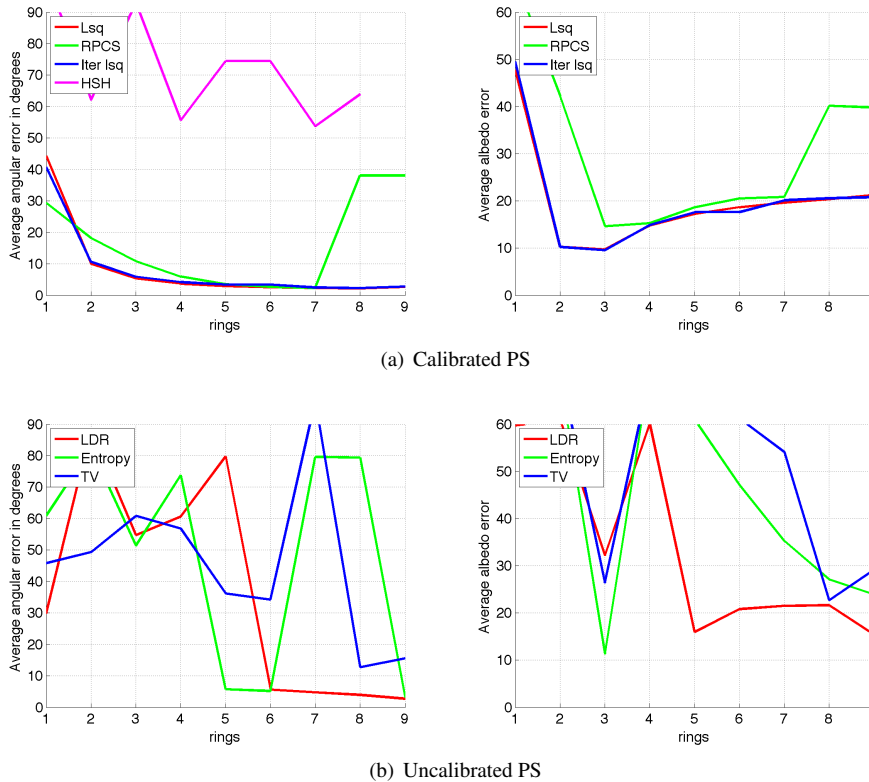 Average angular error in degrees
90
80
70
60
50
40
30
20
10
0
1 2 3 4 5 6 7 8 9
rings
Lsq
RPCS
Iter lsq
HSH
Average albedo error
60
50
40
30
20
10
0
1 2 3 4 5 6 7 8
rings
Lsq
RPCS
Iter lsq
(a) Calibrated PS
Average angular error in degrees
90
80
70
60
50
40
30
20
10
0
1 2 3 4 5 6 7 8 9
rings
LDR
Entropy
TV
Average albedo error
60
50
40
30
20
10
0
1 2 3 4 5 6 7 8
rings
LDR
Entropy
TV
(b) Uncalibrated PS